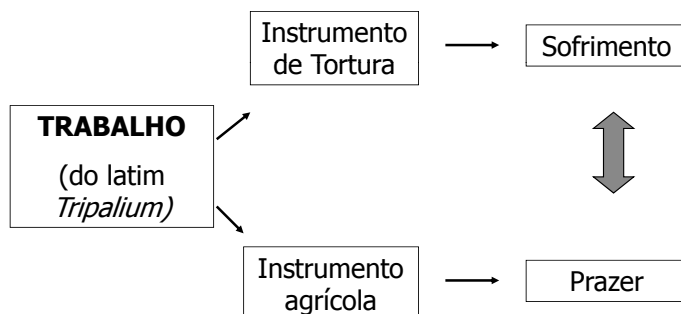 Instrumento
de Tortura
Sofrimento
TRABALHO
(do latim
Tripalium)
Instrumento
agrícola
Prazer